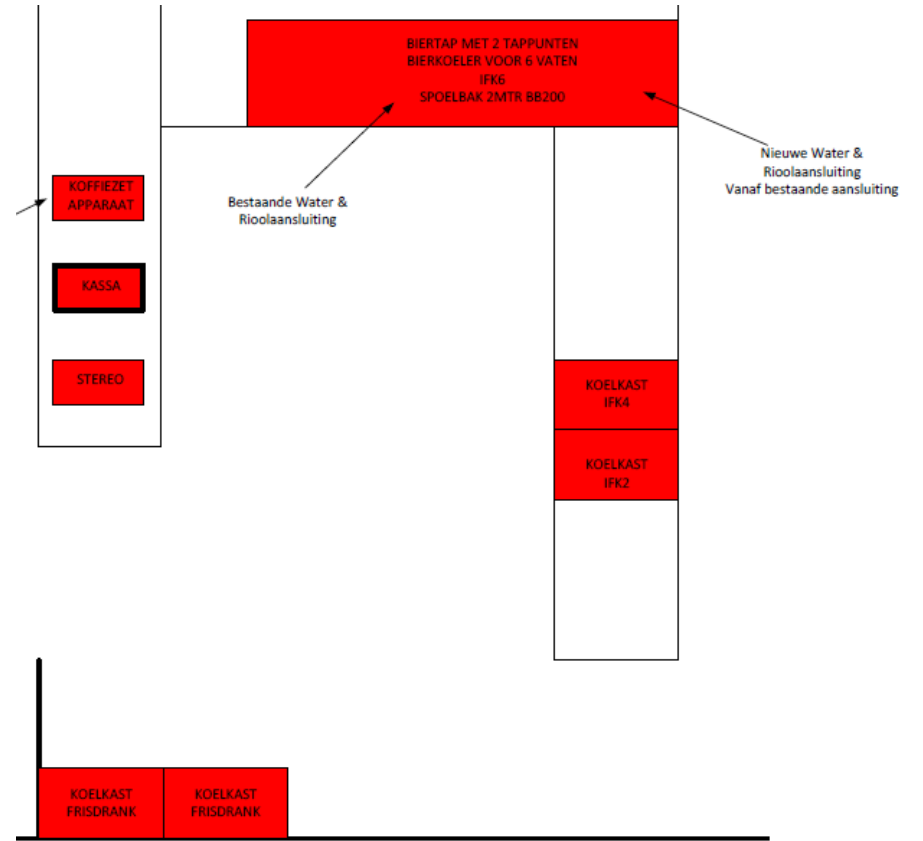 BIERTAP MET 2 TAPPUNTEN
BIERKOELER VOOR 6 VATEN
IFK6
SPOELBAK 2MTR BB200
Nieuwe Water &
Rioolaansluiting
Vanaf bestaande aansluiting
Bestaande Water &
Rioolaansluiting
KOFFIEZET
APPARAAT
KASSA
STEREO
KOELKAST
IFK4
KOELKAST
IFK2
KOELKAST
FRISDRANK
KOELKAST
FRISDRANK